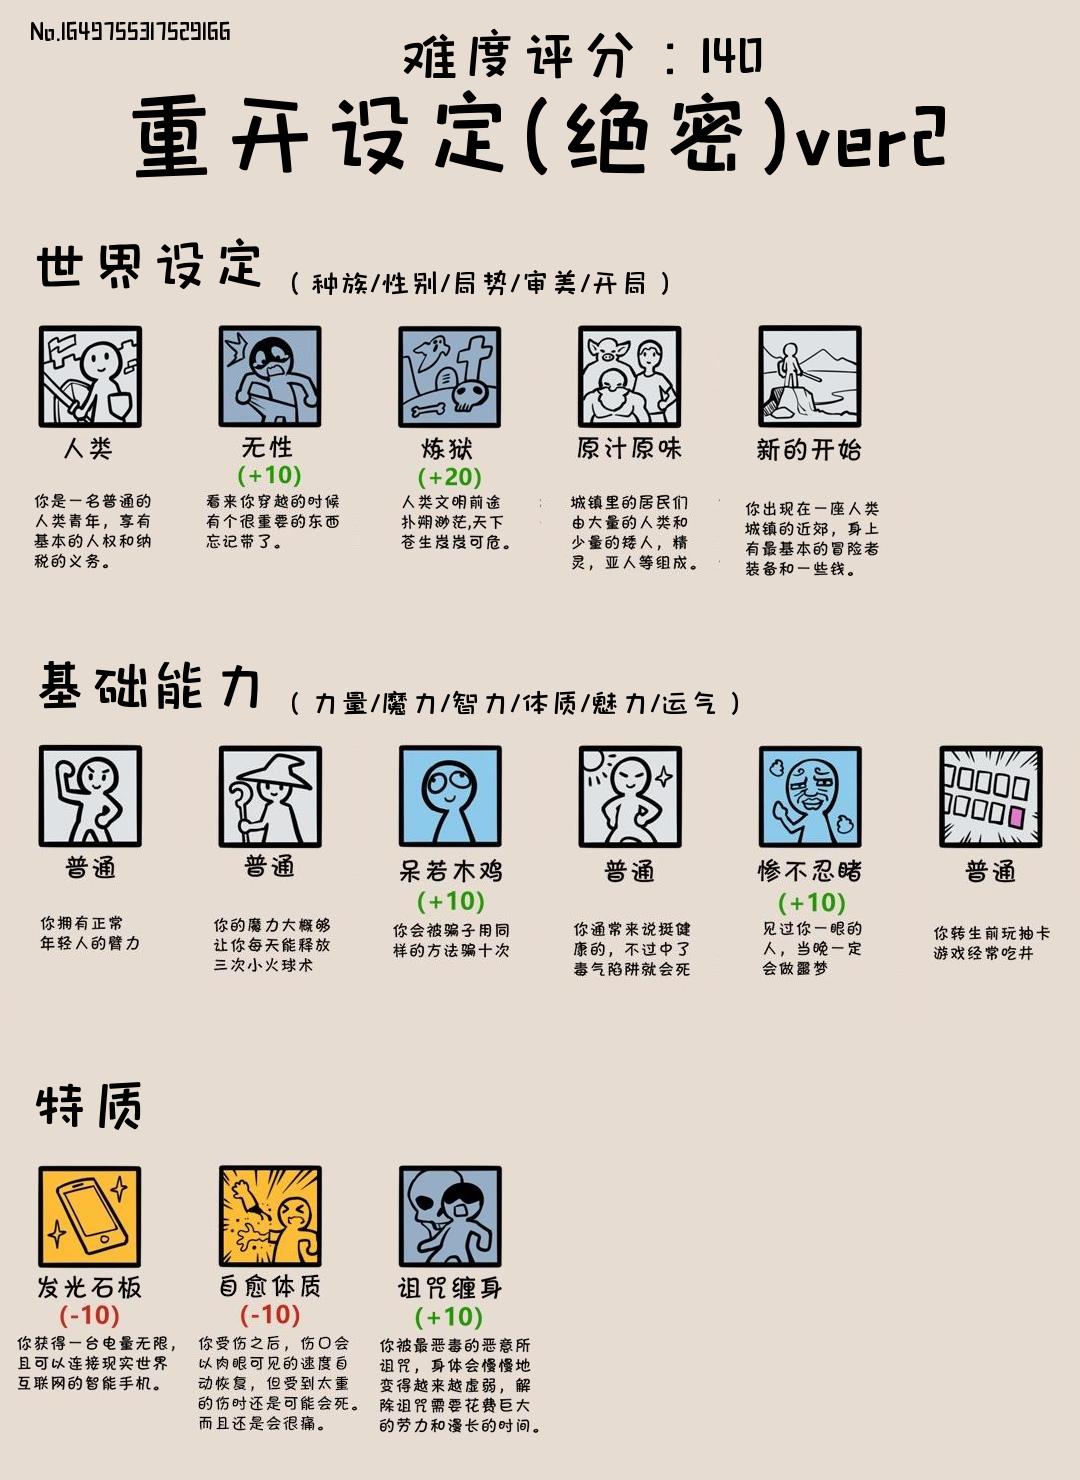 No.1649755317529166
难度评分：140
重开设定(绝密)ver2
世界设定（种族/性别/局势/审美/开局）
人类
你是一名普通的
人类青年，享有
基本的人权和纳
税的义务。
无性
(+10)
看来你穿越的时候
有个很重要的东西
忘记带了。
炼狱
(+20)
人类文明前途
扑朔渺茫,天下
苍生岌岌可危。
原汁原味
城镇里的居民们
由大量的人类和
少量的矮人，精
灵，亚人等组成。
新的开始
你出现在一座人类
城镇的近郊，身上
有最基本的冒险者
装备和一些钱。
基础能力（力量/魔力/智力/体质/魅力/运气）
普通
你拥有正常
年轻人的臂力
普通
你的魔力大概够
让你每天能释放
三次小火球术
呆若木鸡
(+10)
你会被骗子用同
样的方法骗十次
普通
你通常来说挺健
康的，不过中了
毒气陷阱就会死
惨不忍睹
(+10)
见过你一眼的
人，当晚一定
会做噩梦
普通
你转生前玩抽卡
游戏经常吃井
特质
发光石板
(-10)
你获得一台电量无限，
且可以连接现实世界
互联网的智能手机。
自愈体质
(-10)
你受伤之后，伤口会
以肉眼可见的速度自
动恢复，但受到太重
的伤时还是可能会死。
而且还是会很痛。
诅咒缠身
(+10)
你被最恶毒的恶意所
诅咒，身体会慢慢地
变得越来越虚弱，解
除诅咒需要花费巨大
的劳力和漫长的时间。